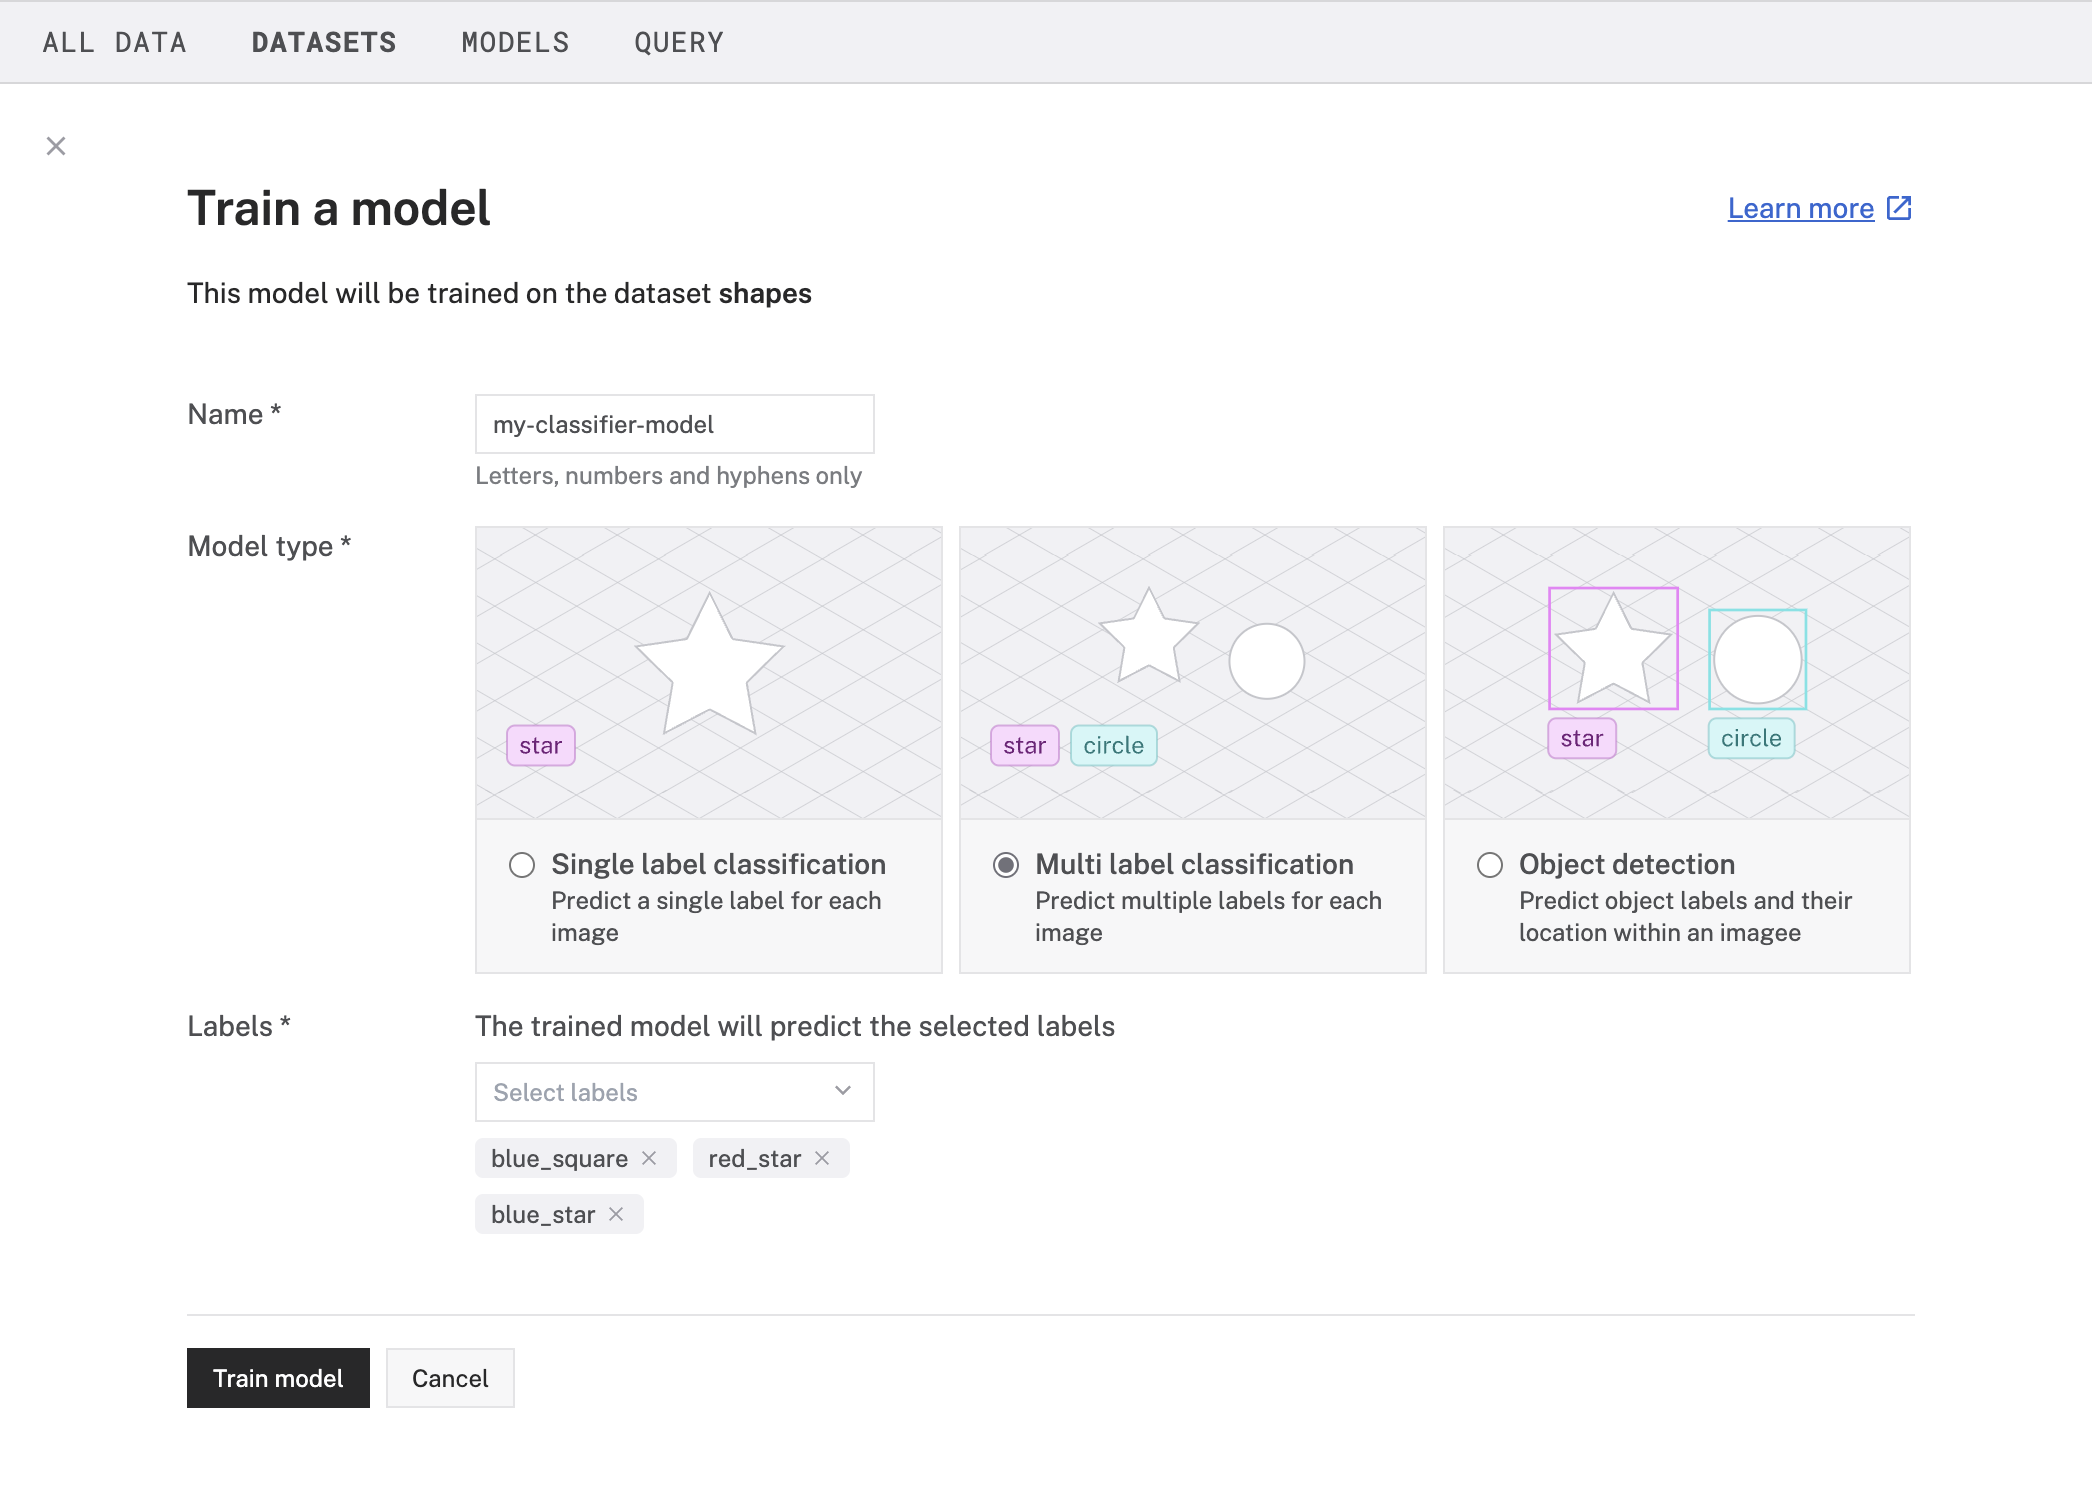 ALL DATA DATASETS MODELS QUERY
Train a model
Learn more
This model will be trained on the dataset shapes
Name *
my-classifier-model
Letters, numbers and hyphens only
Model type *
star
star circle
star circle
Single label classification
Predict a single label for each
image
Multi label classification
Predict multiple labels for each
image
Object detection
Predict object labels and their
location within an imagee
Labels *
The trained model will predict the selected labels
Select labels
blue_square red_star
blue_star
Train model Cancel